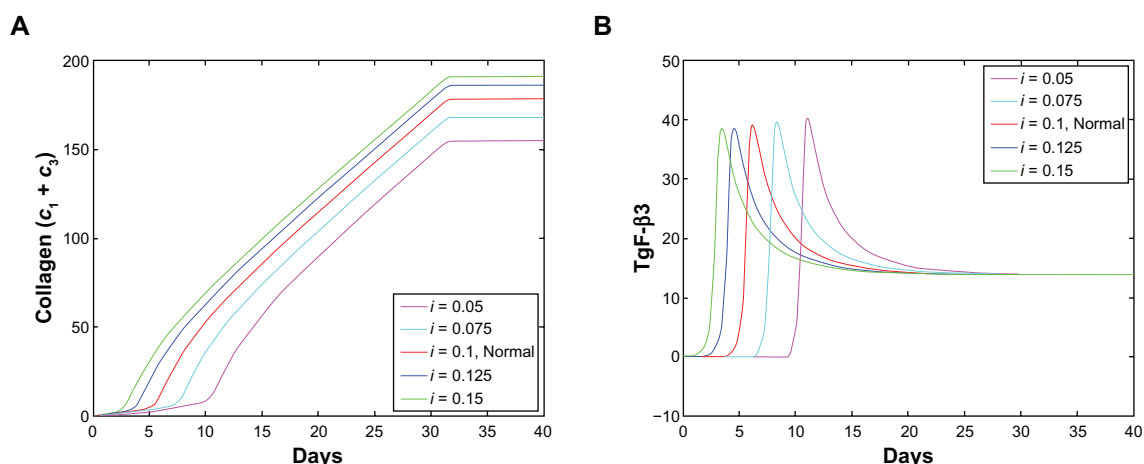 A
Collagen (c1 + c3)
200
150
100
50
0
0 5 10 15 20 25 30 35 40
Days
i = 0.05
i = 0.075
i = 0.1, Normal
i = 0.125
i = 0.15
B
TgF-β3
50
40
30
20
10
0
−10
0 5 10 15 20 25 30 35 40
Days
i = 0.05
i = 0.075
i = 0.1, Normal
i = 0.125
i = 0.15